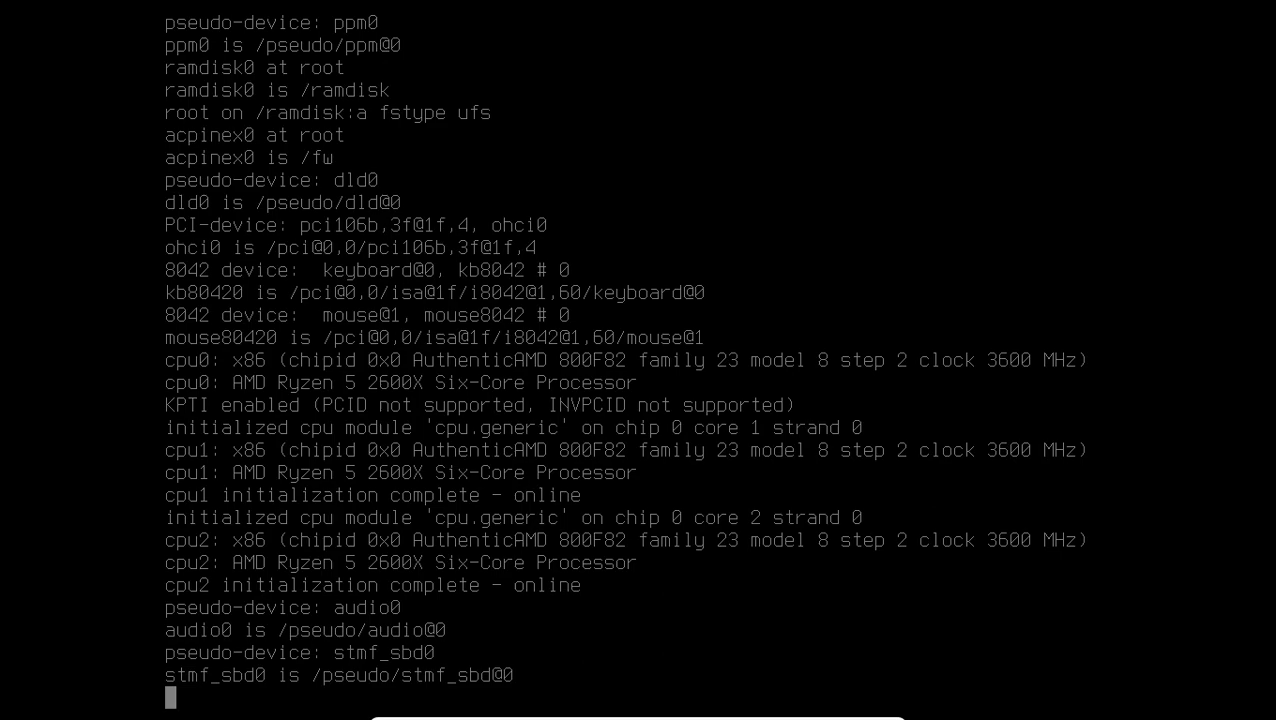 pseudo-device: ppm0
ppm0 is /pseudo/ppm@0
ramdisk0 at root
ramdisk0 is /ramdisk
root on /ramdisk:a fstype ufs
acpinex0 at root
acpinex0 is /fw
pseudo-device: dld0
dld0 is /pseudo/dld@0
PCI-device: pci106b,3f@1f,4, ohci0
ohci0 is /pci@0,0/pci106b,3f@1f,4
8042 device:  keyboard@0, kb8042 # 0
kb80420 is /pci@0,0/isa@1f/i8042@1,60/keyboard@0
8042 device:  mouse@1, mouse8042 # 0
mouse80420 is /pci@0,0/isa@1f/i8042@1,60/mouse@1
cpu0: x86 (chipid 0x0 AuthenticAMD 800F82 family 23 model 8 step 2 clock 3600 MHz)
cpu0: AMD Ryzen 5 2600X Six-Core Processor
KPTI enabled (PCID not supported, INVPCID not supported)
initialized cpu module 'cpu.generic' on chip 0 core 1 strand 0
cpu1: x86 (chipid 0x0 AuthenticAMD 800F82 family 23 model 8 step 2 clock 3600 MHz)
cpu1: AMD Ryzen 5 2600X Six-Core Processor
cpu1 initialization complete - online
initialized cpu module 'cpu.generic' on chip 0 core 2 strand 0
cpu2: x86 (chipid 0x0 AuthenticAMD 800F82 family 23 model 8 step 2 clock 3600 MHz)
cpu2: AMD Ryzen 5 2600X Six-Core Processor
cpu2 initialization complete - online
pseudo-device: audio0
audio0 is /pseudo/audio@0
pseudo-device: stmf_sbd0
stmf_sbd0 is /pseudo/stmf_sbd@0